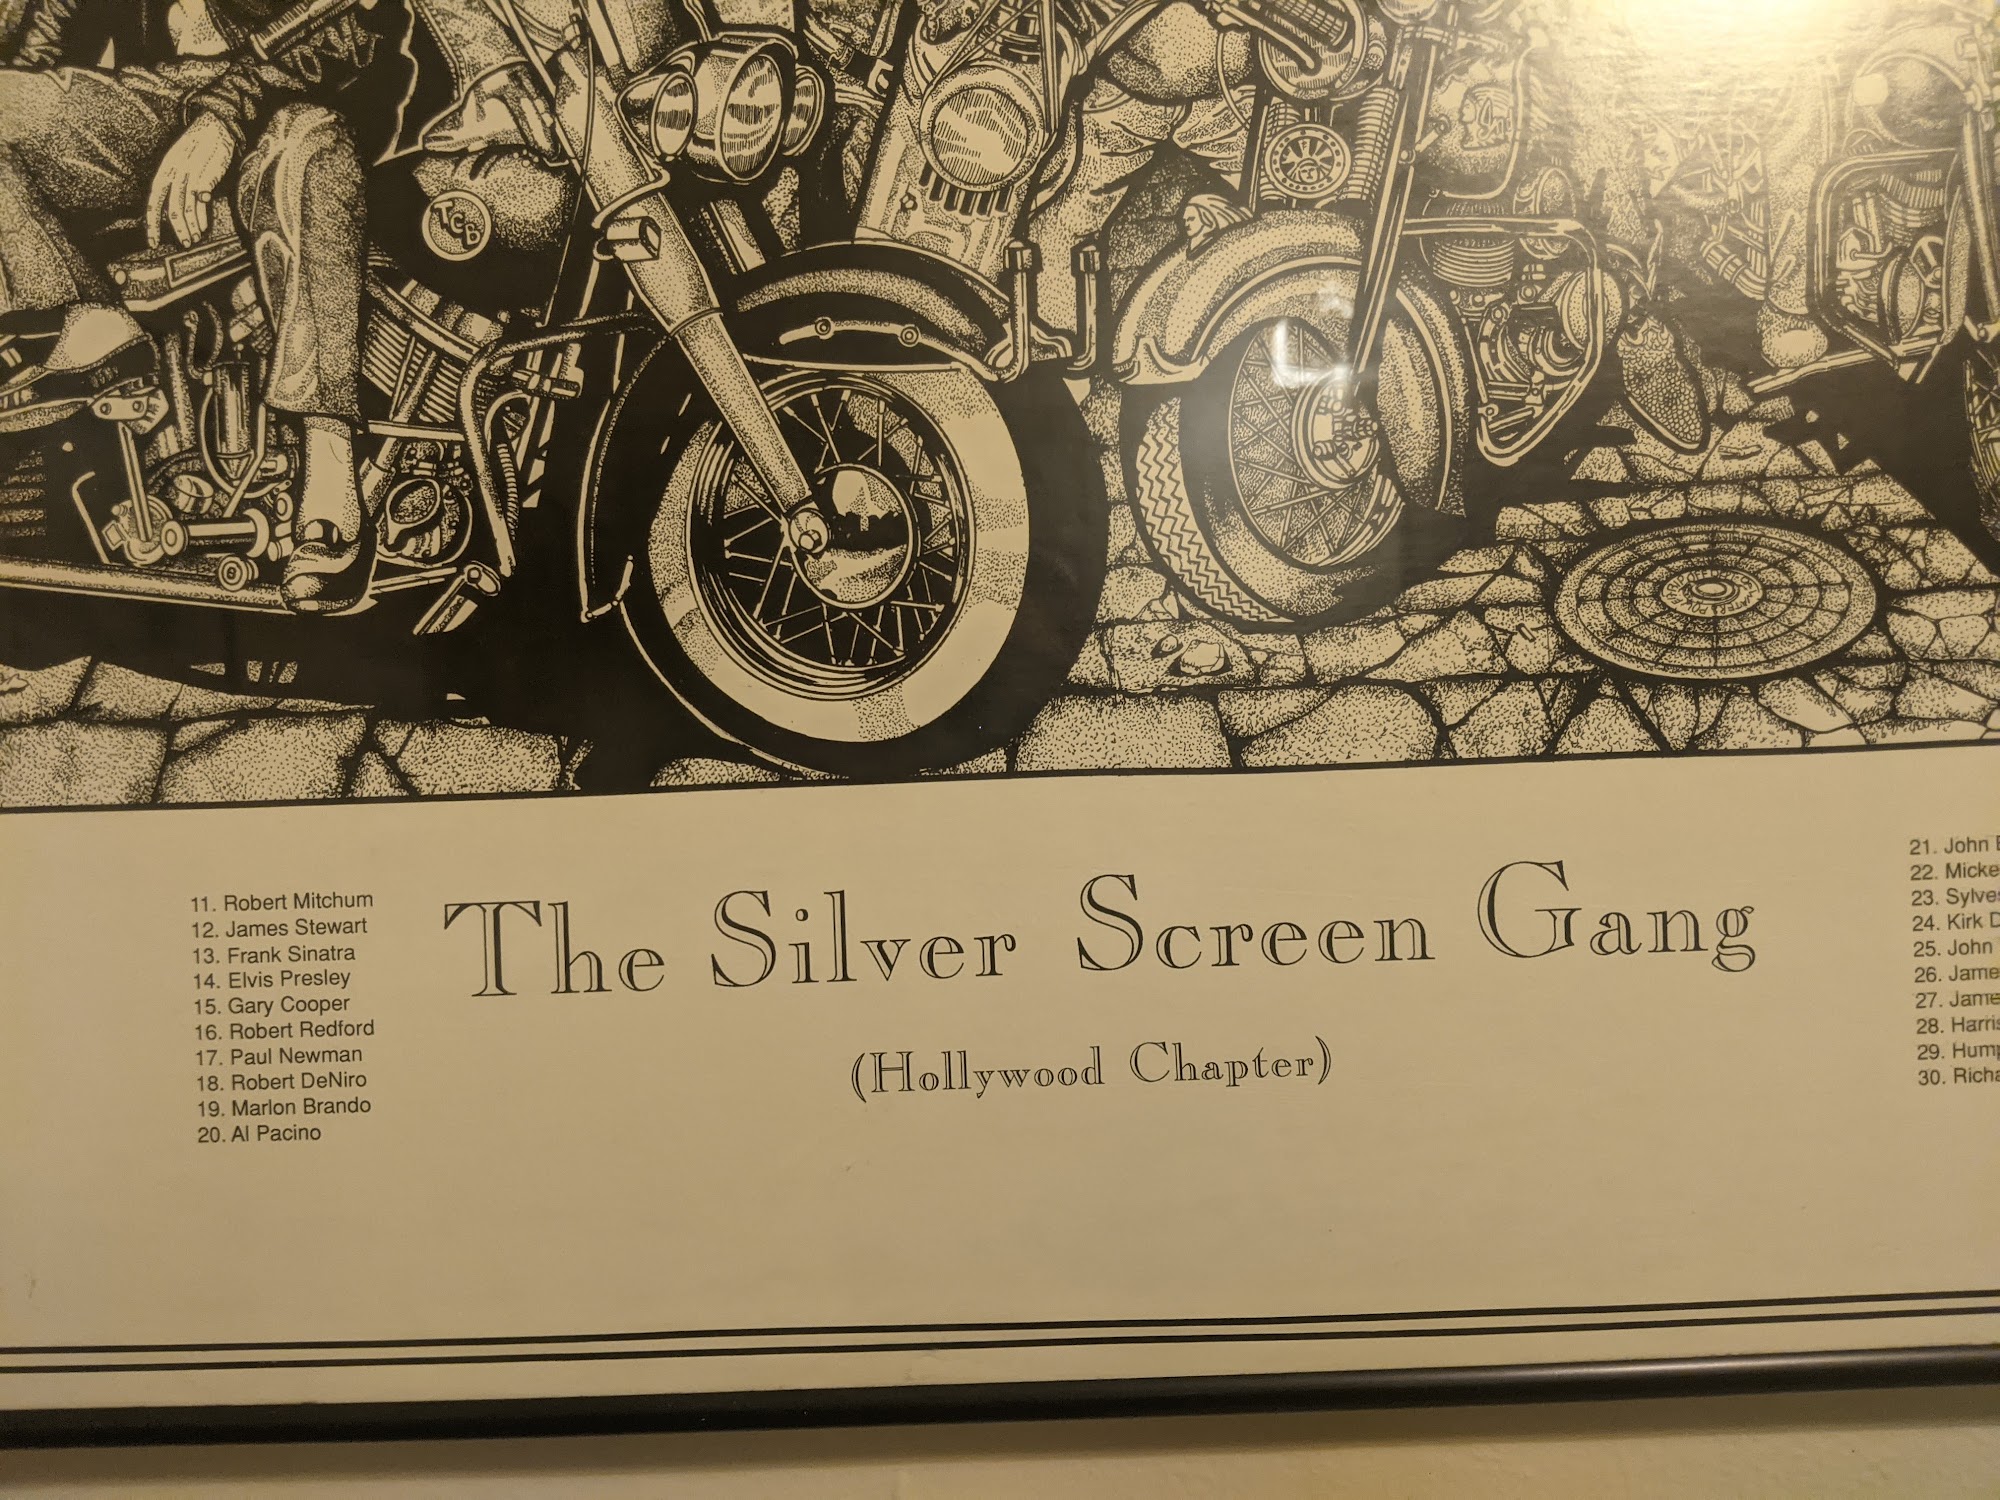 TCB
11. Robert Mitchum
12. James Stewart
13. Frank Sinatra
14. Elvis Presley
15. Gary Cooper
16. Robert Redford
17. Paul Newman
18. Robert DeNiro
19. Marlon Brando
20. Al Pacino
The Silver Screen Gang
(Hollywood Chapter)
21. John
22. Micke
23. Sylves
24. Kirk D
25. John
26. Jame
27. Jame
28. Harris
29. Hump
30. Richa